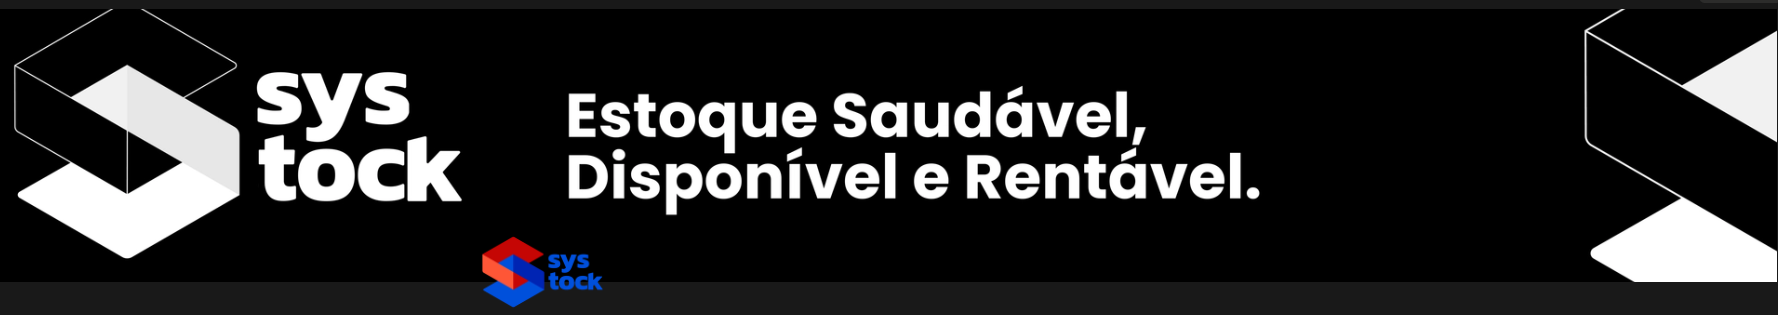 sys
tock
Estoque Saudável,
Disponível e Rentável.
sys
tock